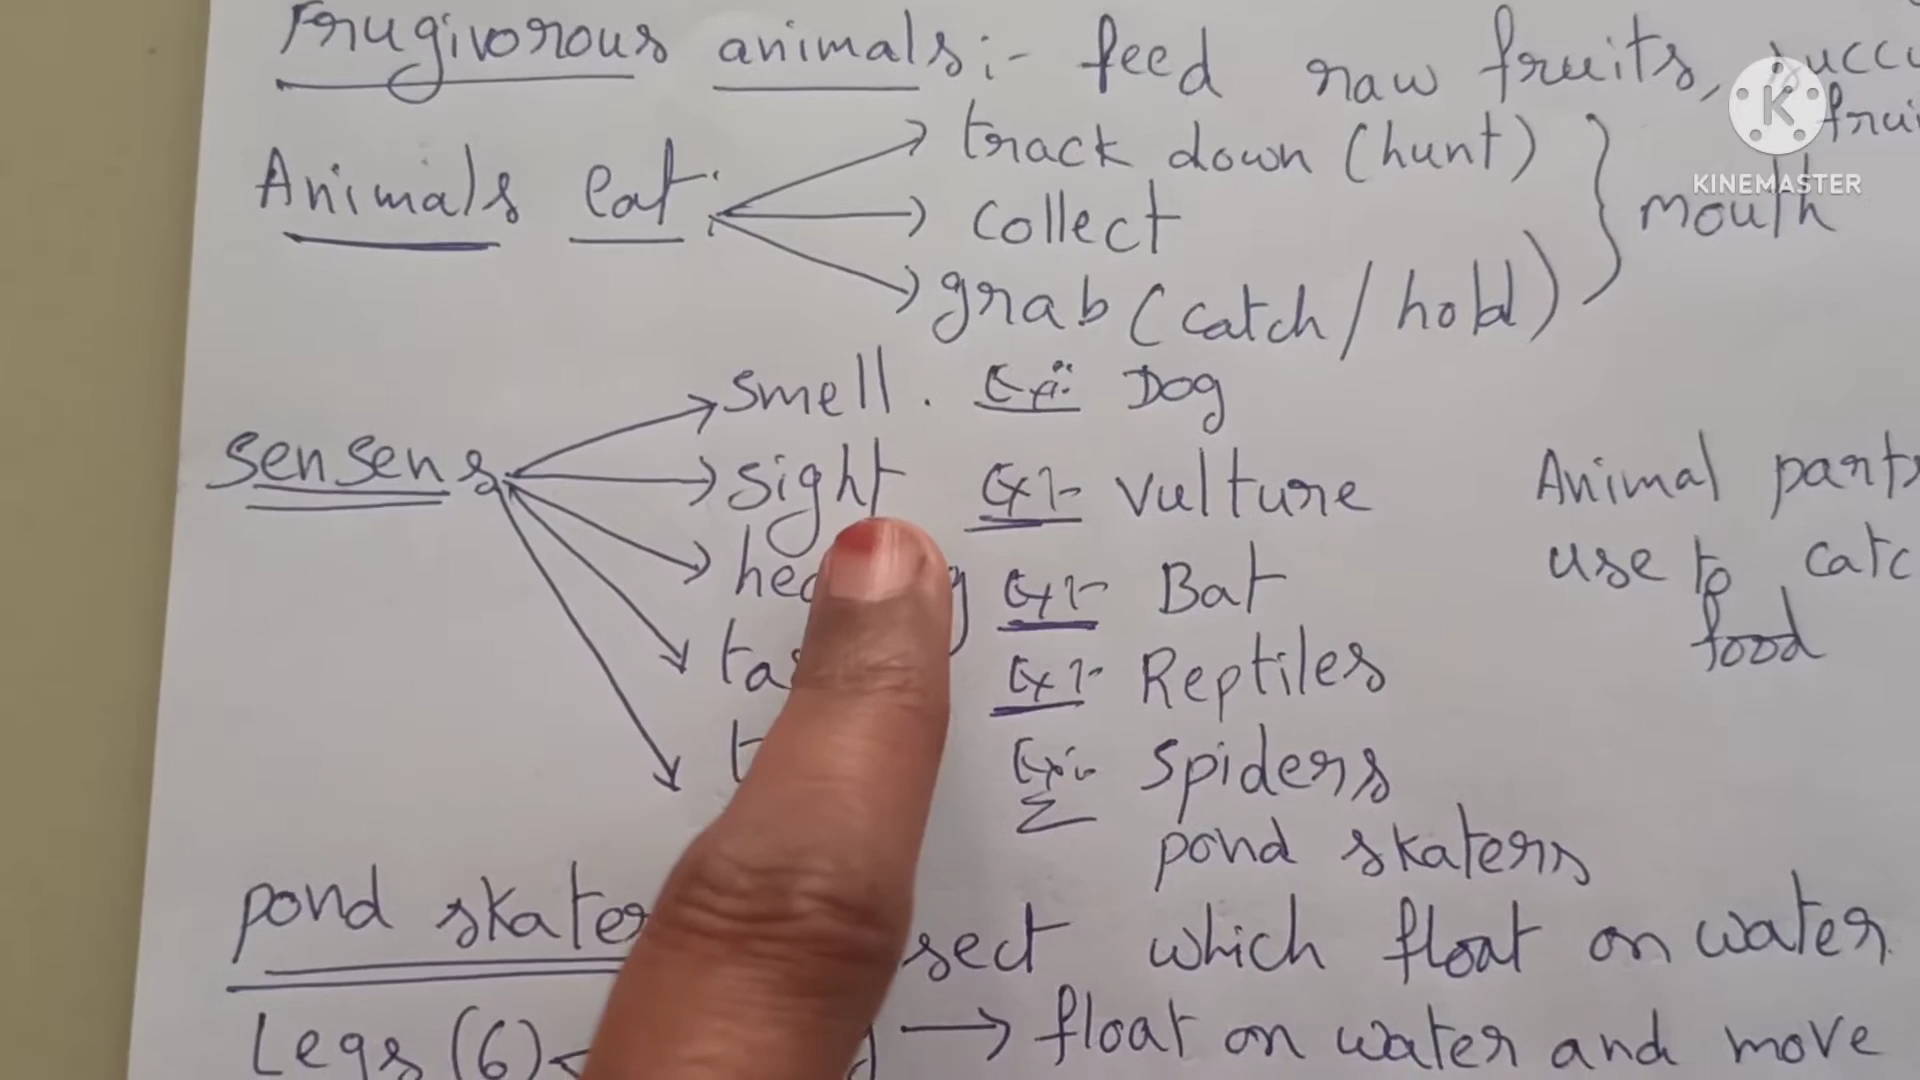 Frugivorous animals:- feed raw fruits,
Animals eat. track down (hunt)
collect
grab (catch/hold)
mouth
sensens smell. Ex: Dog
sight Ex:- vulture
Ex:- Bat
Ex:- Reptiles
Ex:- spiders
pond skaters
Animal parts
use to
food
pond skater which float on water
Legs (6) → float on water and move
KINEMASTER